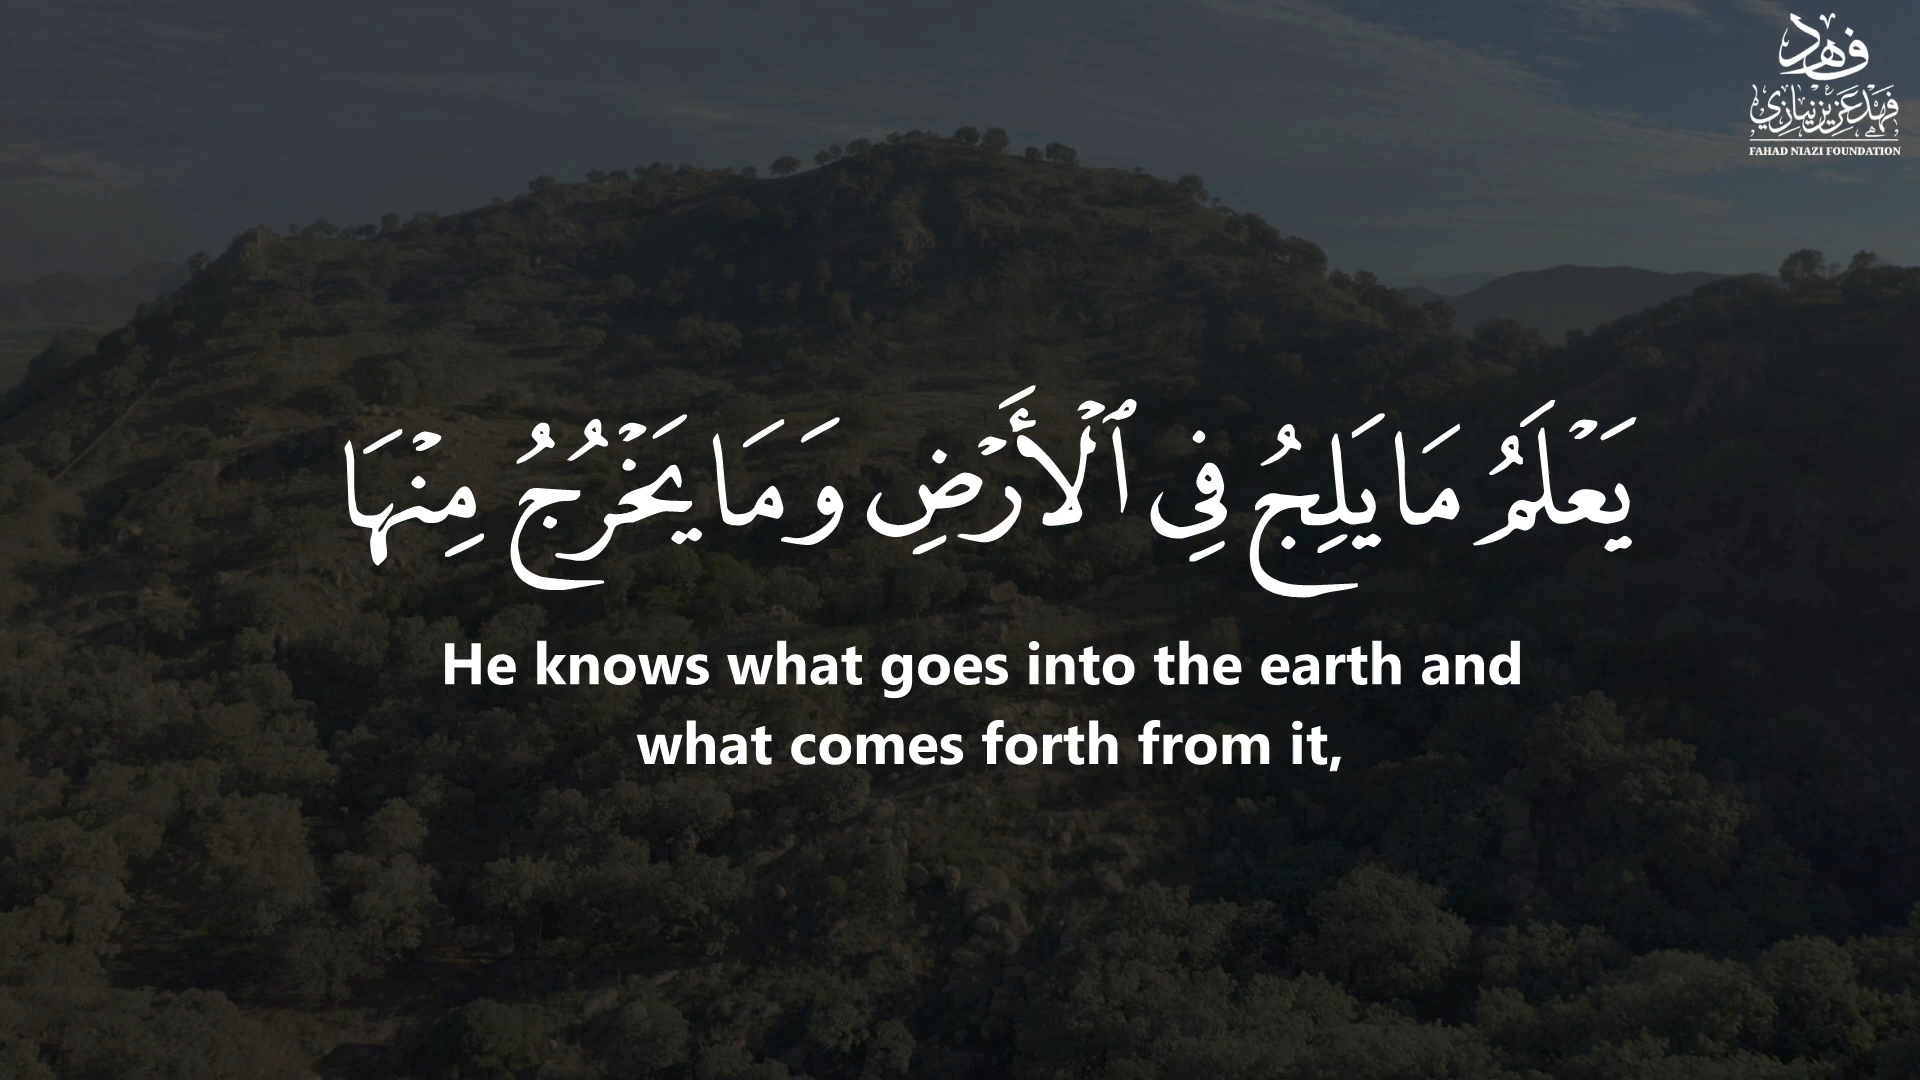 فهد
فهد عزيز نيازي
FAHAD NIAZI FOUNDATION
يَعْلَمُ مَا يَلِجُ فِى ٱلْأَرْضِ وَمَا يَخْرُجُ مِنْهَا
He knows what goes into the earth and
what comes forth from it,